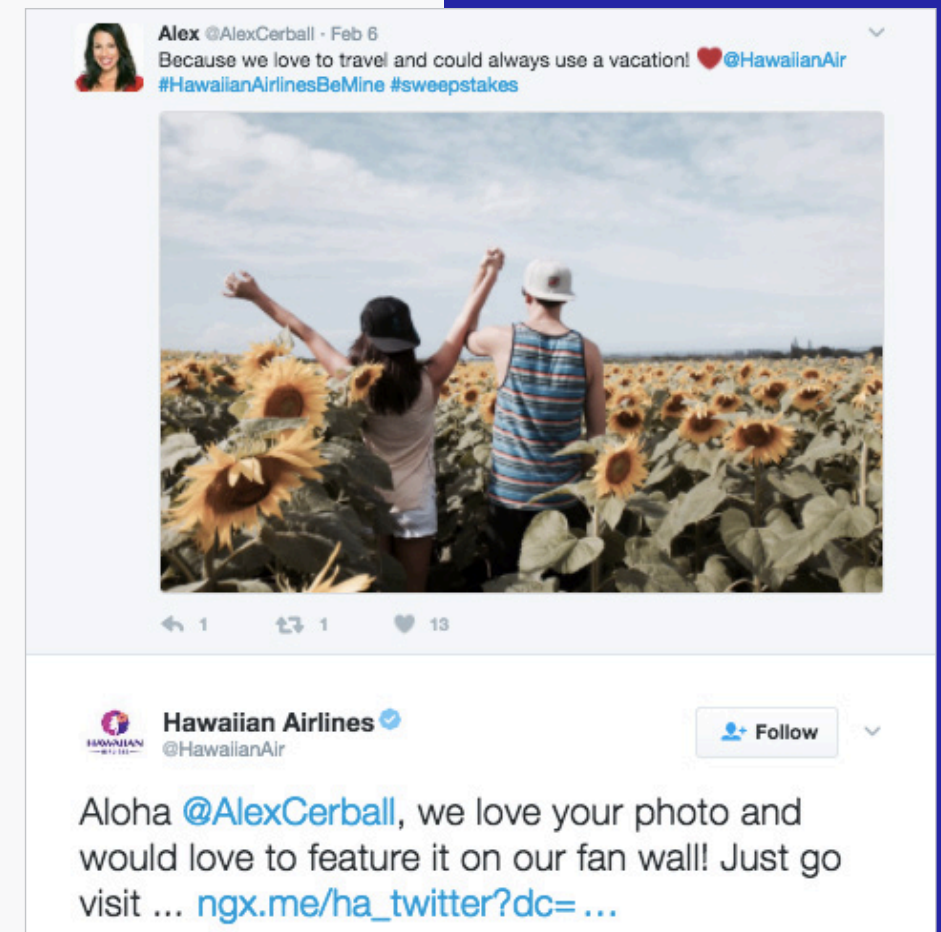 Alex @AlexCerball · Feb 6
Because we love to travel and could always use a vacation! ❤@HawaiianAir
#HawaiianAirlinesBeMine #sweepstakes
1 1 13
Hawaiian Airlines
@HawaiianAir
Follow
HAWAIIAN
Aloha @AlexCerball, we love your photo and
would love to feature it on our fan wall! Just go
visit ... ngx.me/ha_twitter?dc= ...